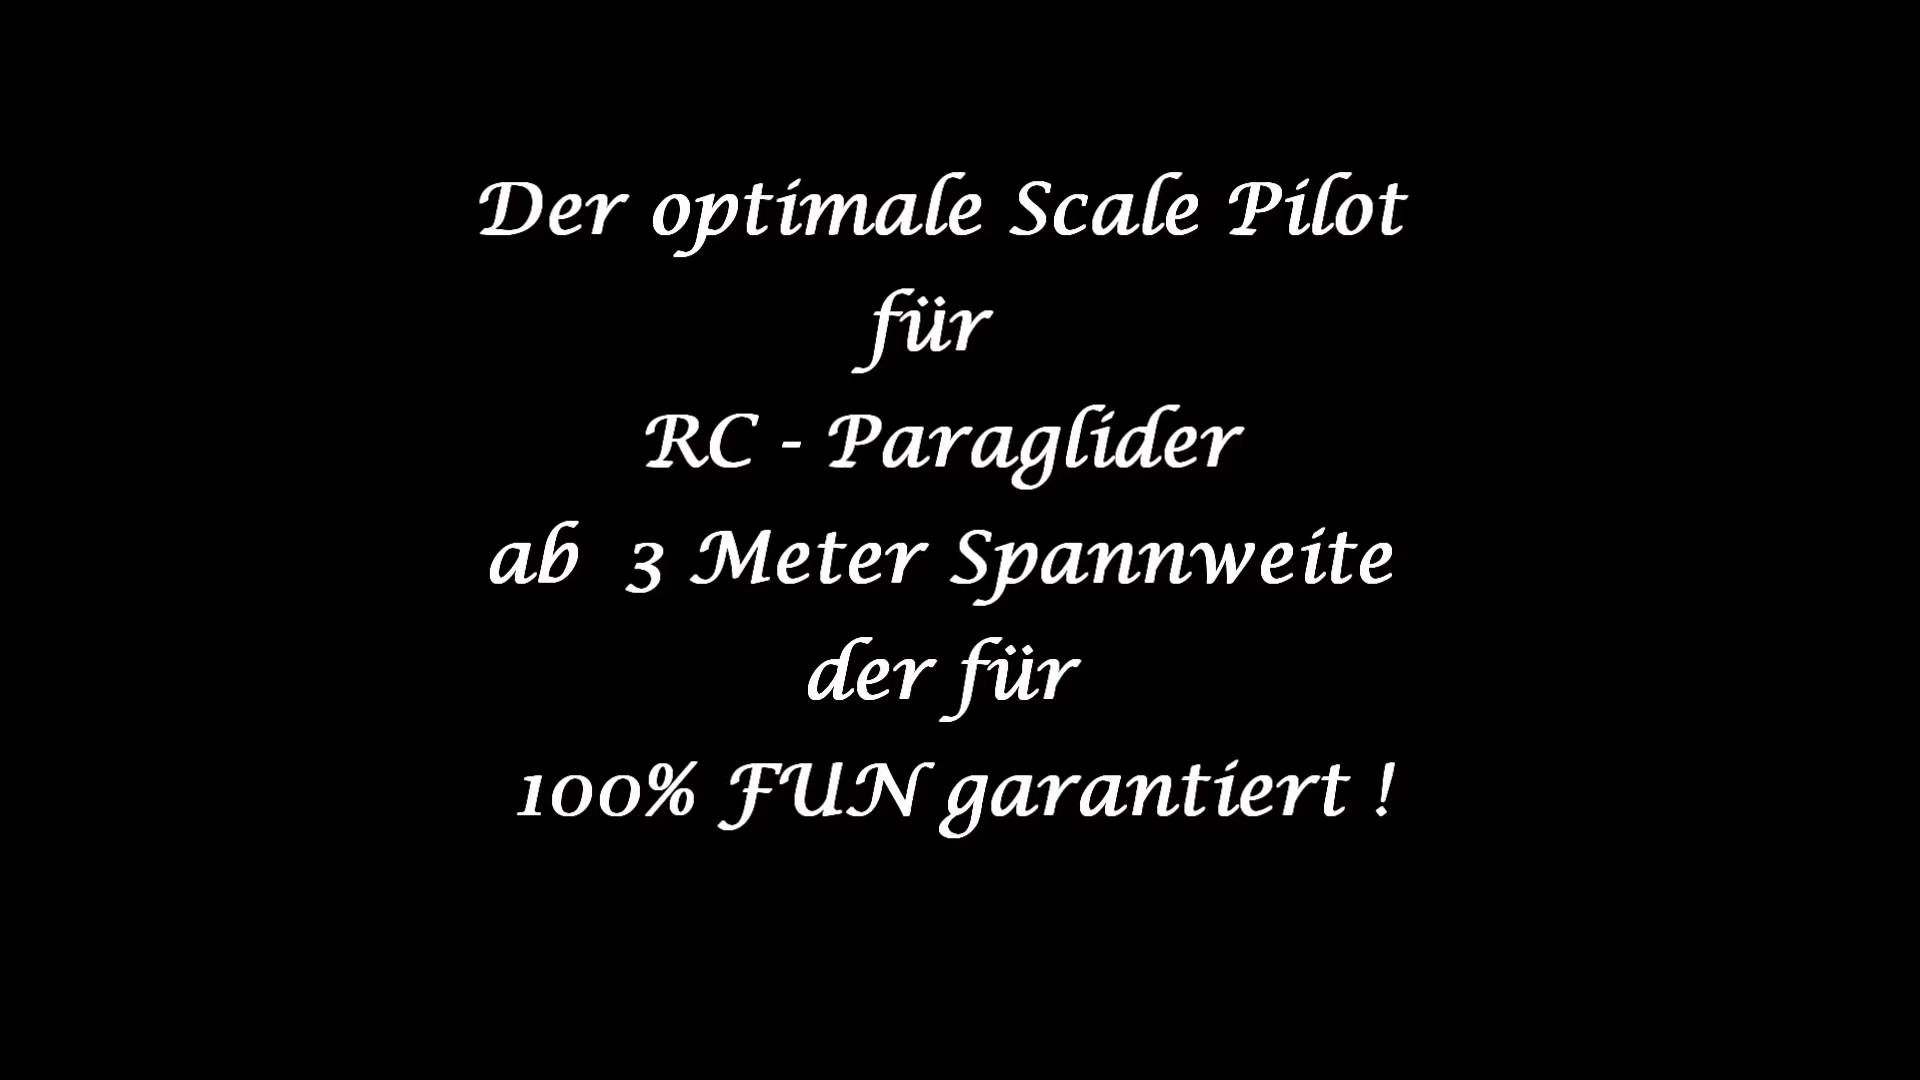 Der optimale Scale Pilot
für
RC - Paraglider
ab 3 Meter Spannweite
der für
100% FUN garantiert !